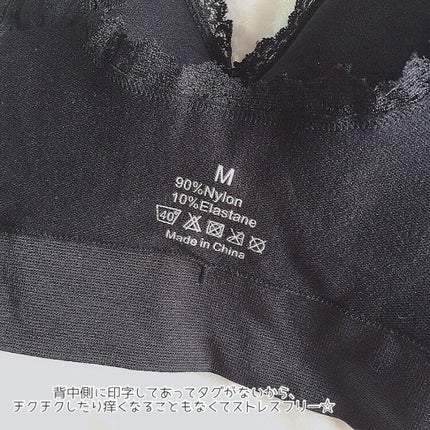 M
90%Nylon
10%Elastane
40
Made in China
背中側に印字してあってタグがないから、
チクチクしたり痒くなることもなくてストレスフリー☆